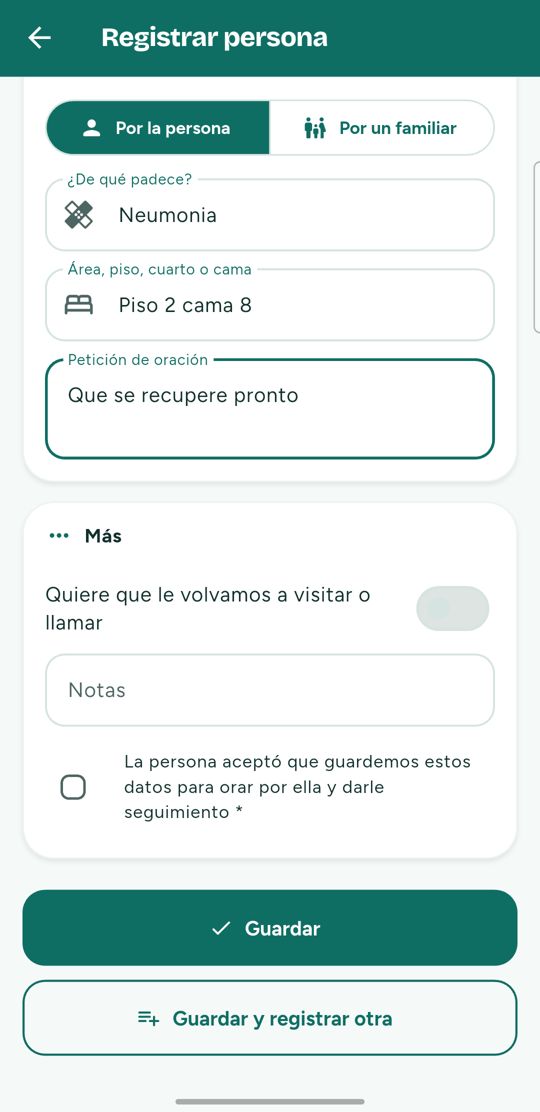 Registrar persona
Por la persona
Por un familiar
¿De qué padece?
Neumonia
Área, piso, cuarto o cama
Piso 2 cama 8
Petición de oración
Que se recupere pronto
Más
Quiere que le volvamos a visitar o
llamar
Notas
La persona aceptó que guardemos estos
datos para orar por ella y darle
seguimiento *
Guardar
Guardar y registrar otra